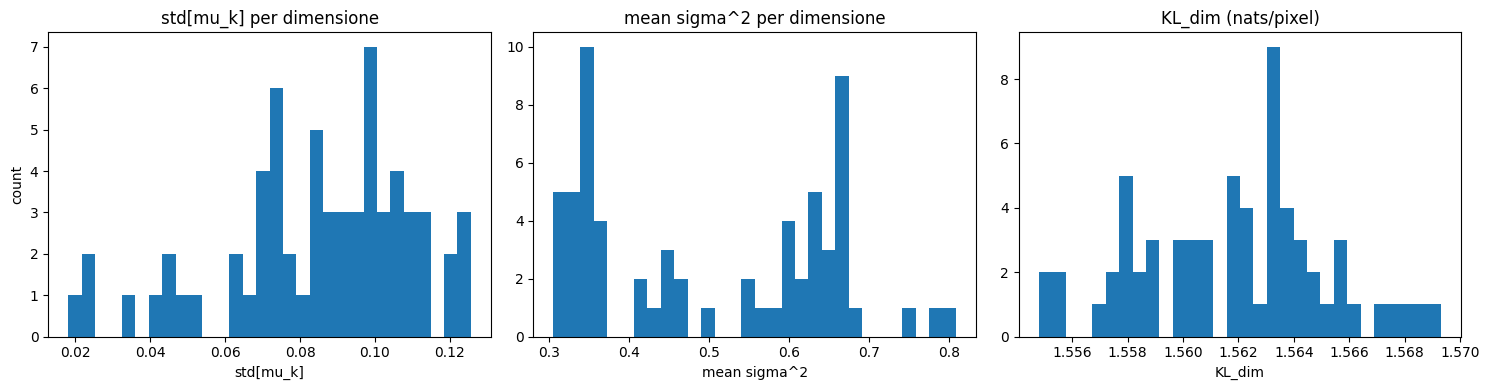 std[mu_k] per dimensione
count
7
6
5
4
3
2
1
0
0.02 0.04 0.06 0.08 0.10 0.12
std[mu_k]
mean sigma^2 per dimensione
10
8
6
4
2
0
0.3 0.4 0.5 0.6 0.7 0.8
mean sigma^2
KL_dim (nats/pixel)
8
6
4
2
0
1.556 1.558 1.560 1.562 1.564 1.566 1.568 1.570
KL_dim